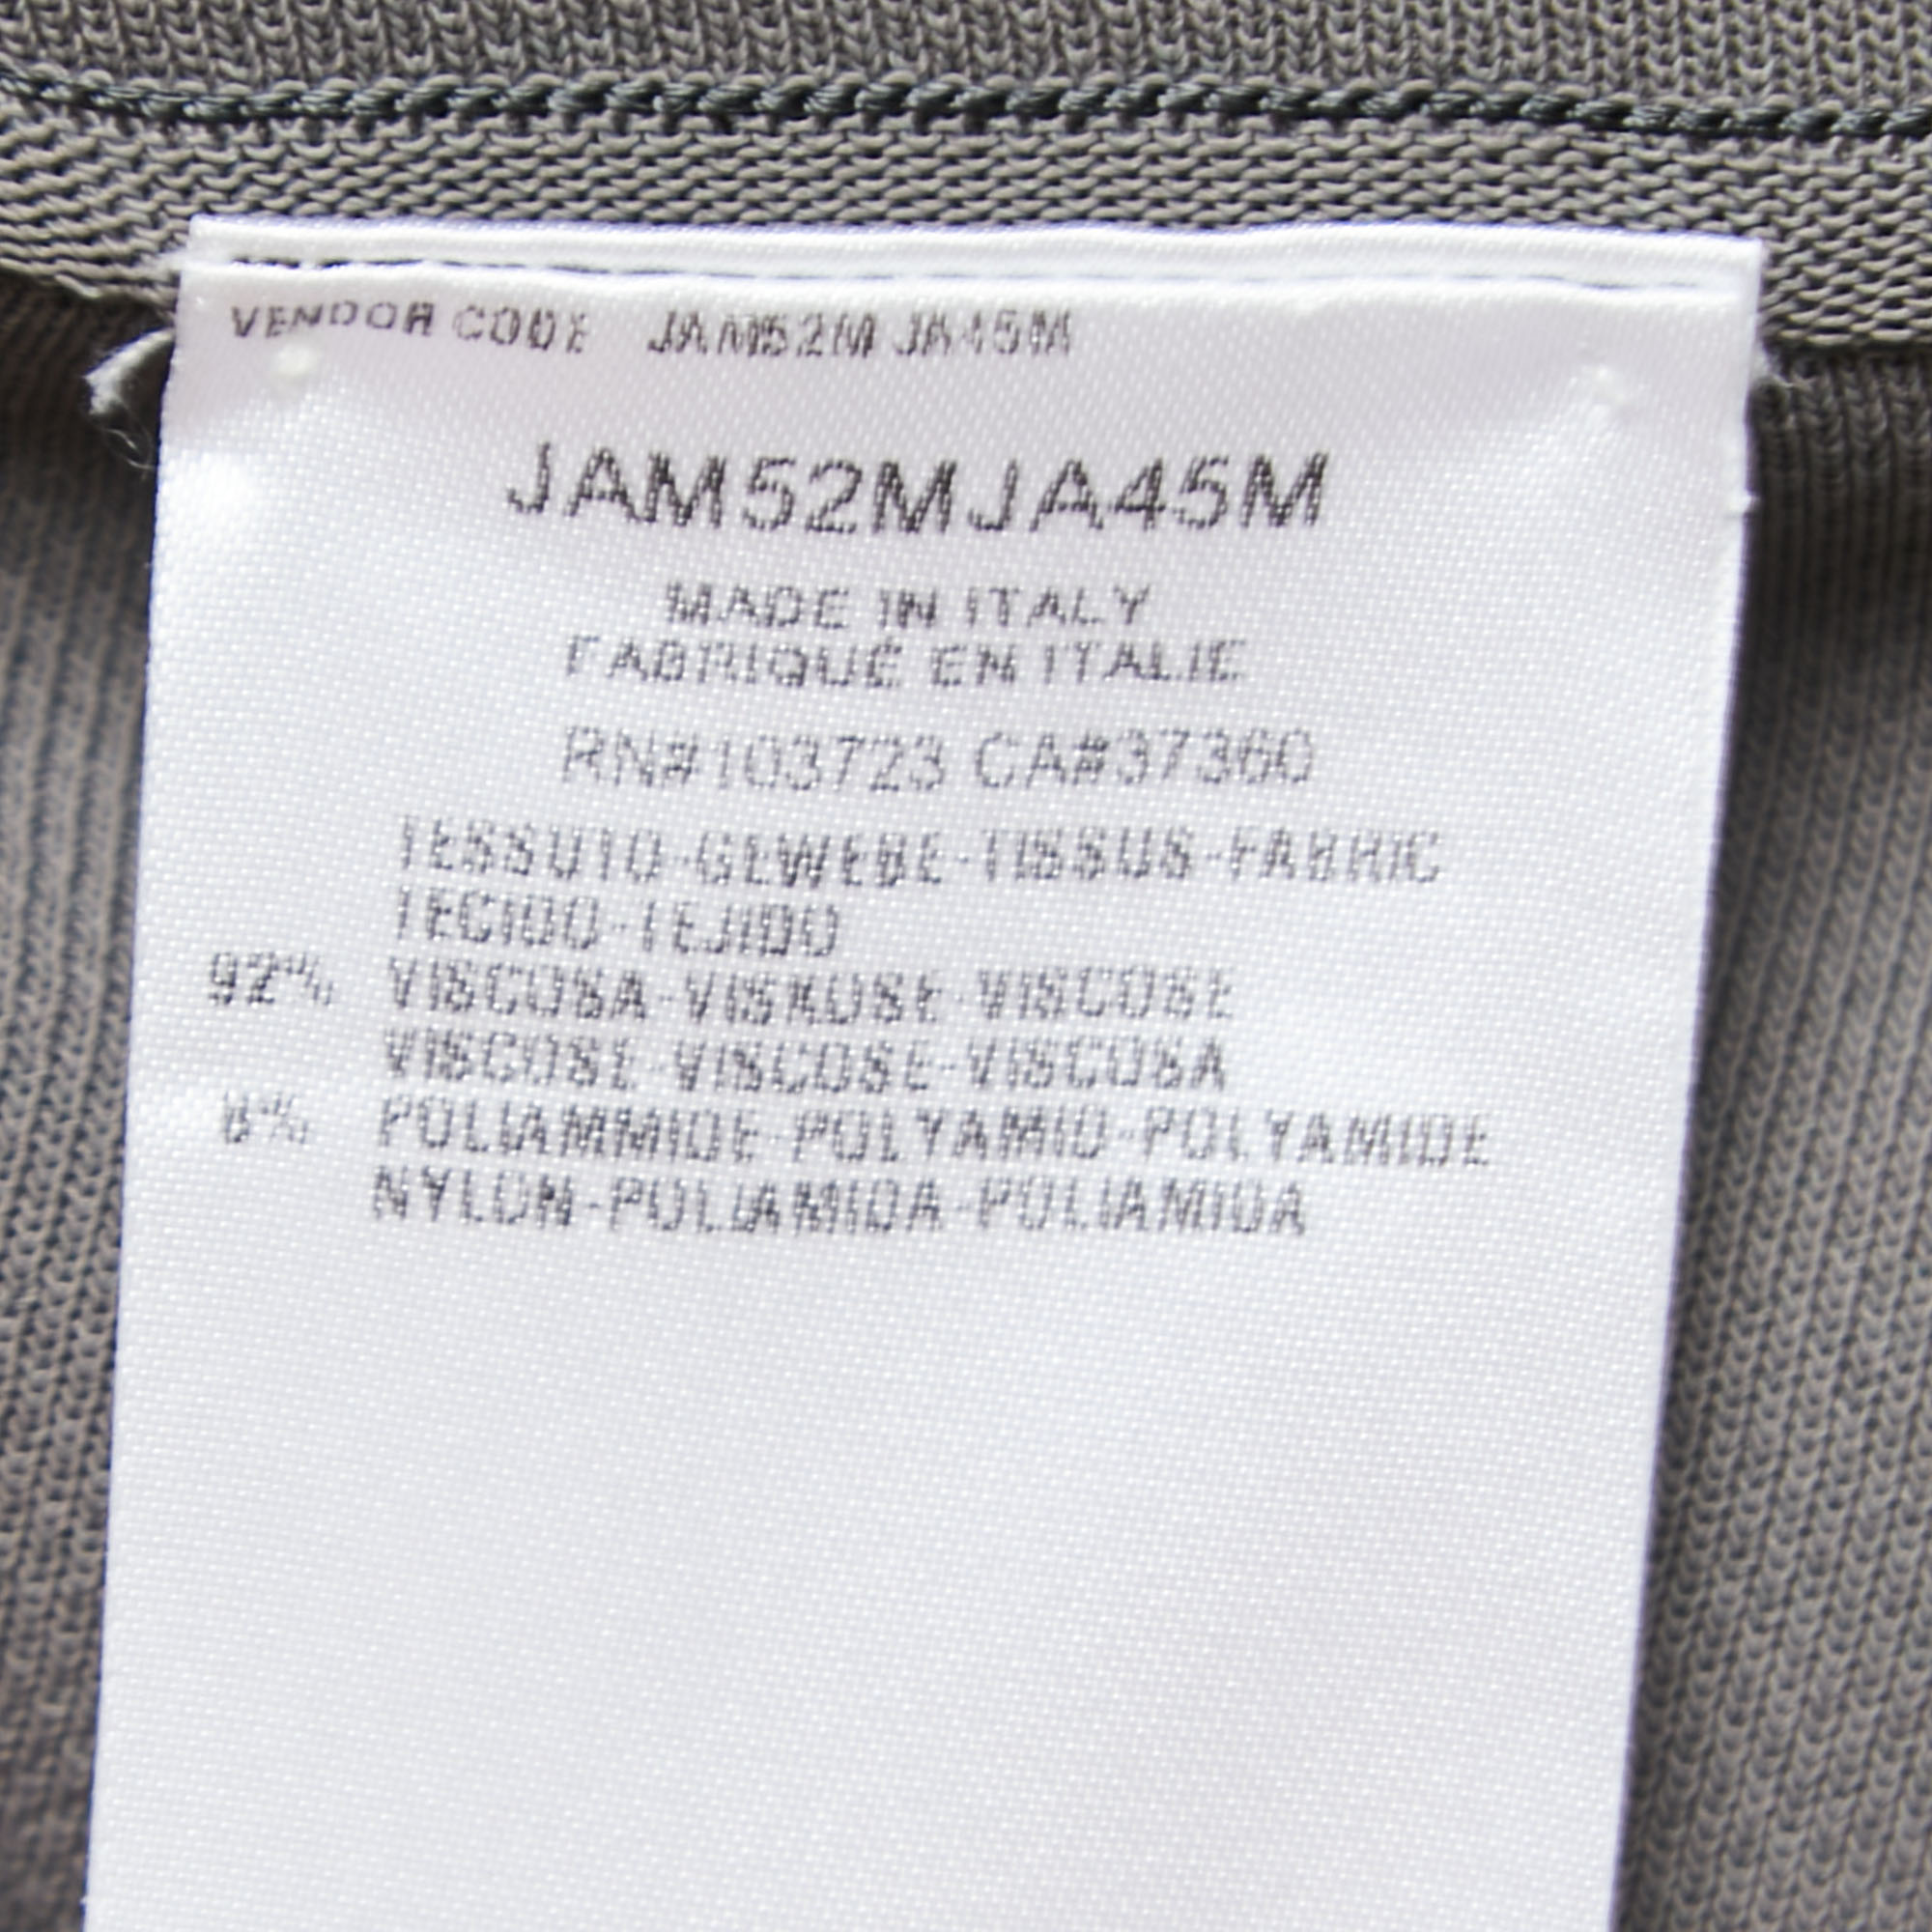 VENDOR CODE JAM52M JA45M
JAM52MJA45M
MADE IN ITALY
FABRIQUÉ EN ITALIE
RN#103723 CA#37360
TESSUTO-GEWEBE-TISSUS-FABRIC
TECIDO-TEJIDO
92% VISCOSA-VISKOSE VISCOSE
VISCOSE-VISCOSE-VISCOSA
8% POLIAMMIDE-POLYAMID-POLYAMIDE
NYLON-POLIAMIDA-POLIAMIDA